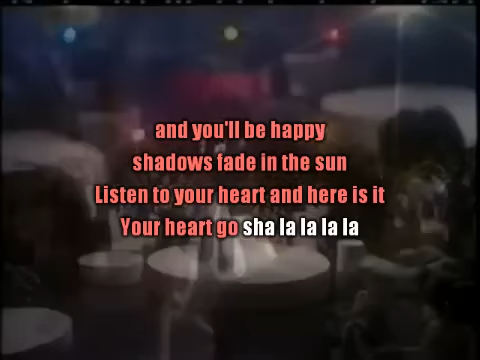 and you'll be happy
shadows fade in the sun
Listen to your heart and here is it
Your heart go sha la la la la